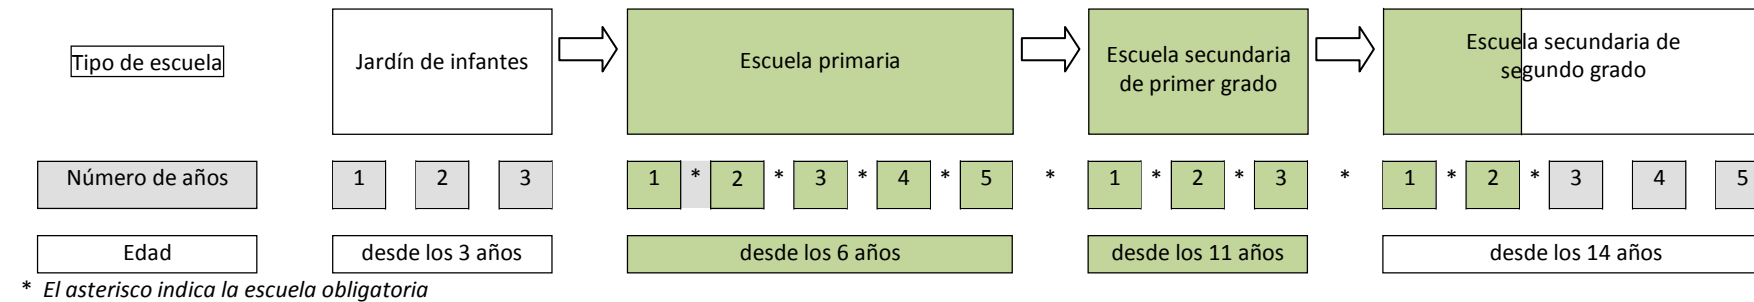 Tipo de escuela
Jardín de infantes
Escuela primaria
Escuela secundaria
de primer grado
Escuela secundaria de
segundo grado
Número de años 1 2 3 1 * 2 * 3 * 4 * 5 * 1 * 2 * 3 * 1 * 2 * 3 4 5
Edad desde los 3 años desde los 6 años desde los 11 años desde los 14 años
* El asterisco indica la escuela obligatoria